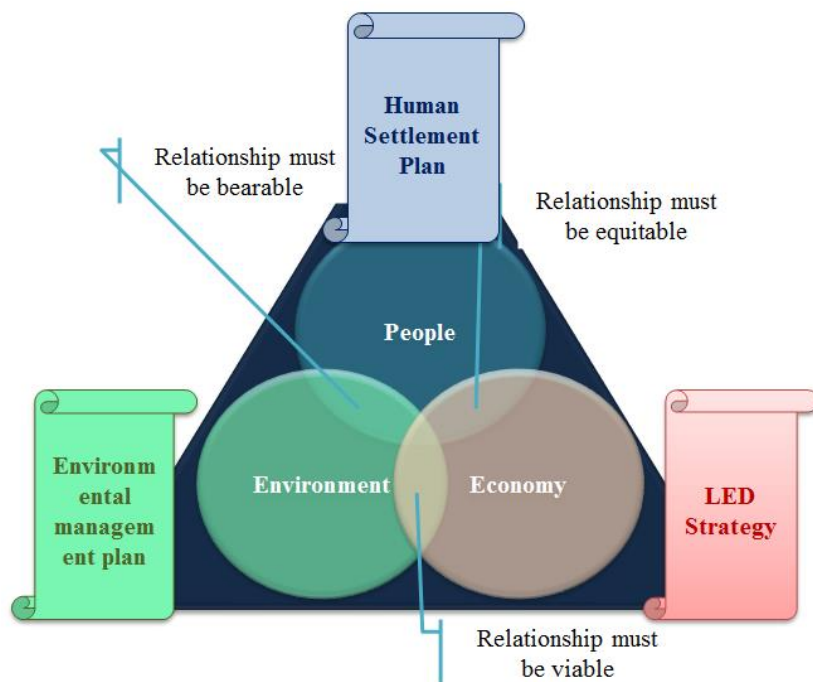 Human
Settlement
Plan
Relationship must
be bearable
Relationship must
be equitable
People
Environm
ental
managem
ent plan
Environment
Economy
LED
Strategy
Relationship must
be viable